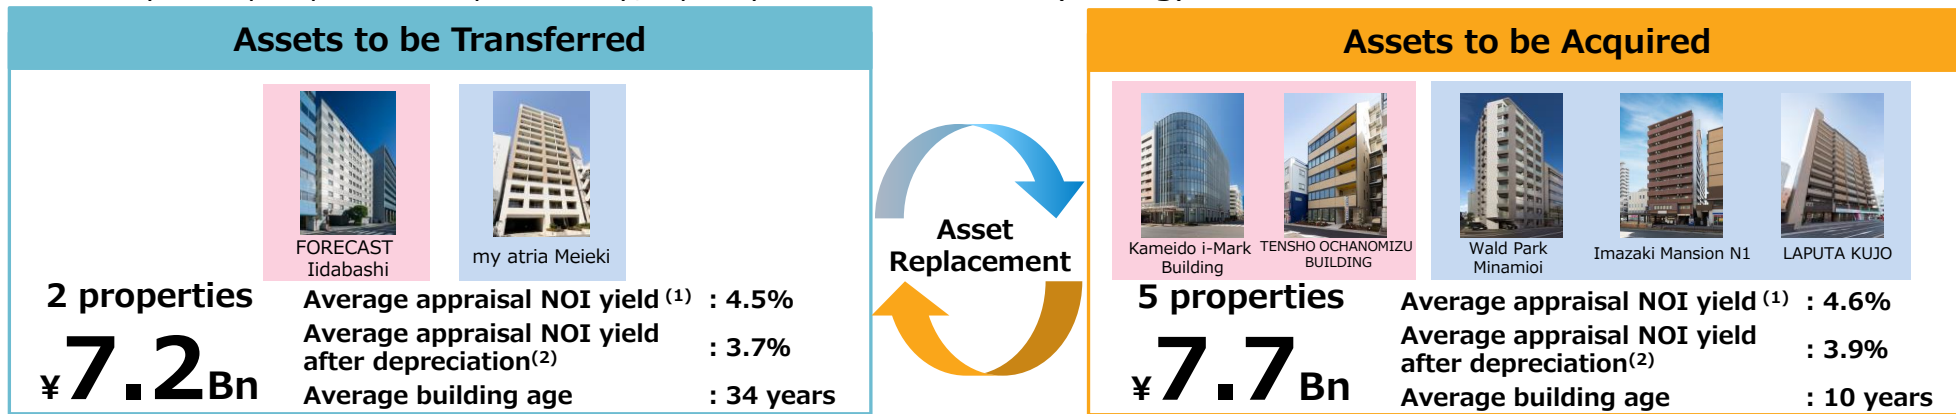 Assets to be Transferred
FORECAST
Iidabashi
my atria Meieki
2 properties
¥7.2Bn
Average appraisal NOI yield (1) : 4.5%
Average appraisal NOI yield
after depreciation(2) : 3.7%
Average building age : 34 years
Asset
Replacement
Assets to be Acquired
Kameido i-Mark
Building
TENSHO OCHANOMIZU
BUILDING
Wald Park
Minamioi
Imazaki Mansion N1
LAPUTA KUJO
5 properties
¥7.7Bn
Average appraisal NOI yield (1) : 4.6%
Average appraisal NOI yield
after depreciation(2) : 3.9%
Average building age : 10 years